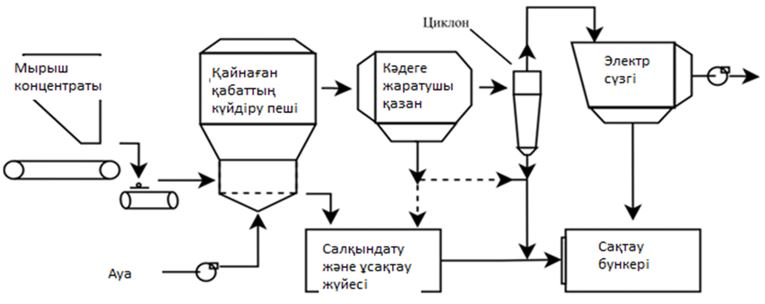 Мырыш
концентраты
Қайнаған
қабаттың
күйдіру пеші
Кәдеге
жаратушы
қазан
Циклон
Электр
сүзгі
Ауа
Салқындату
және ұсақтау
жүйесі
Сақтау
бункері